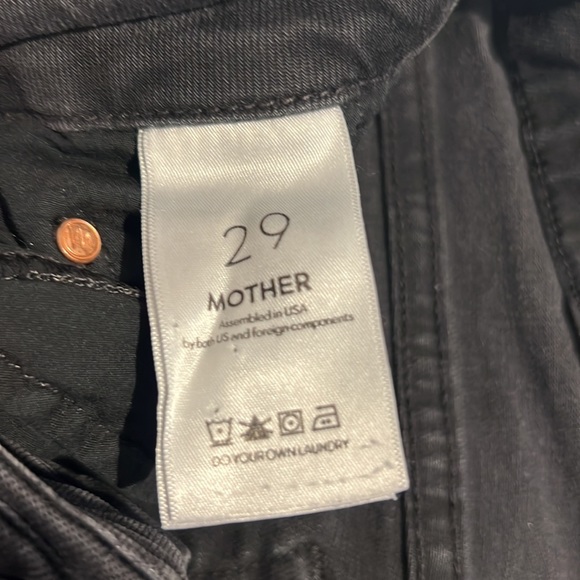 29
MOTHER
Assembled in USA
by both US and foreign components
DO YOUR OWN LAUNDRY